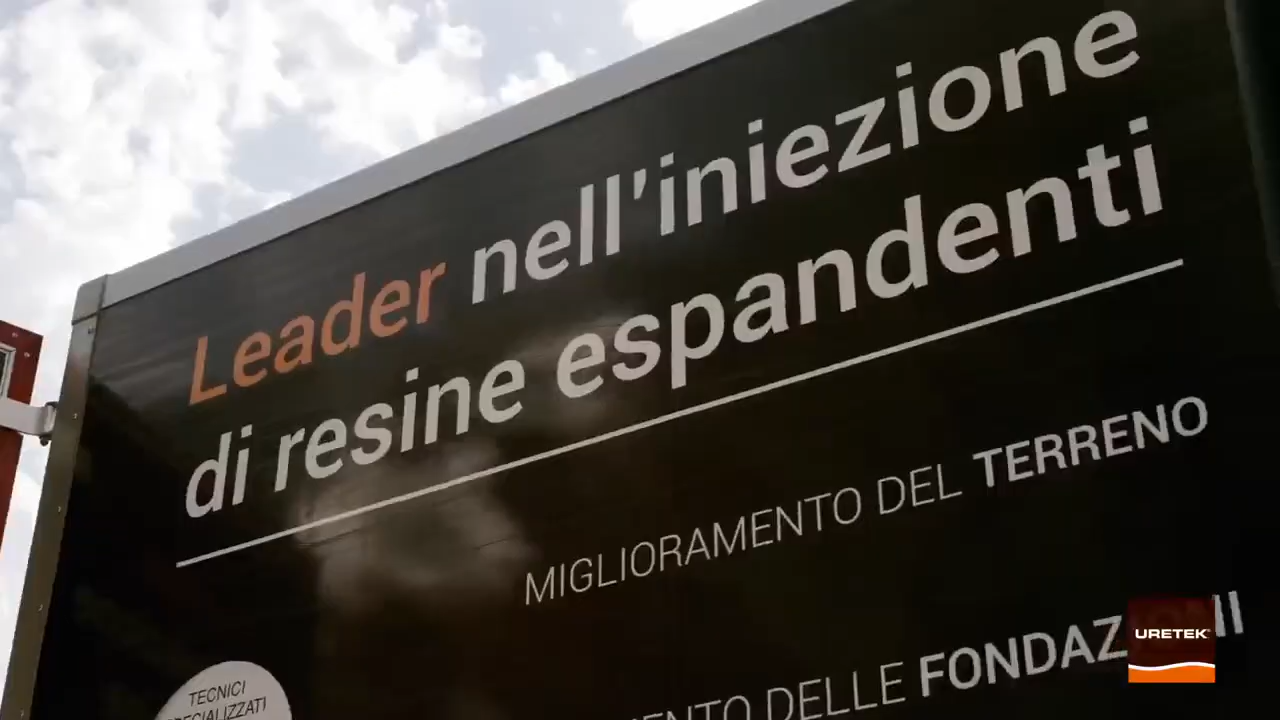 Leader nell'iniezione
di resine espandenti
MIGLIORAMENTO DEL TERRENO
DELLE
TECNICI
URETEK